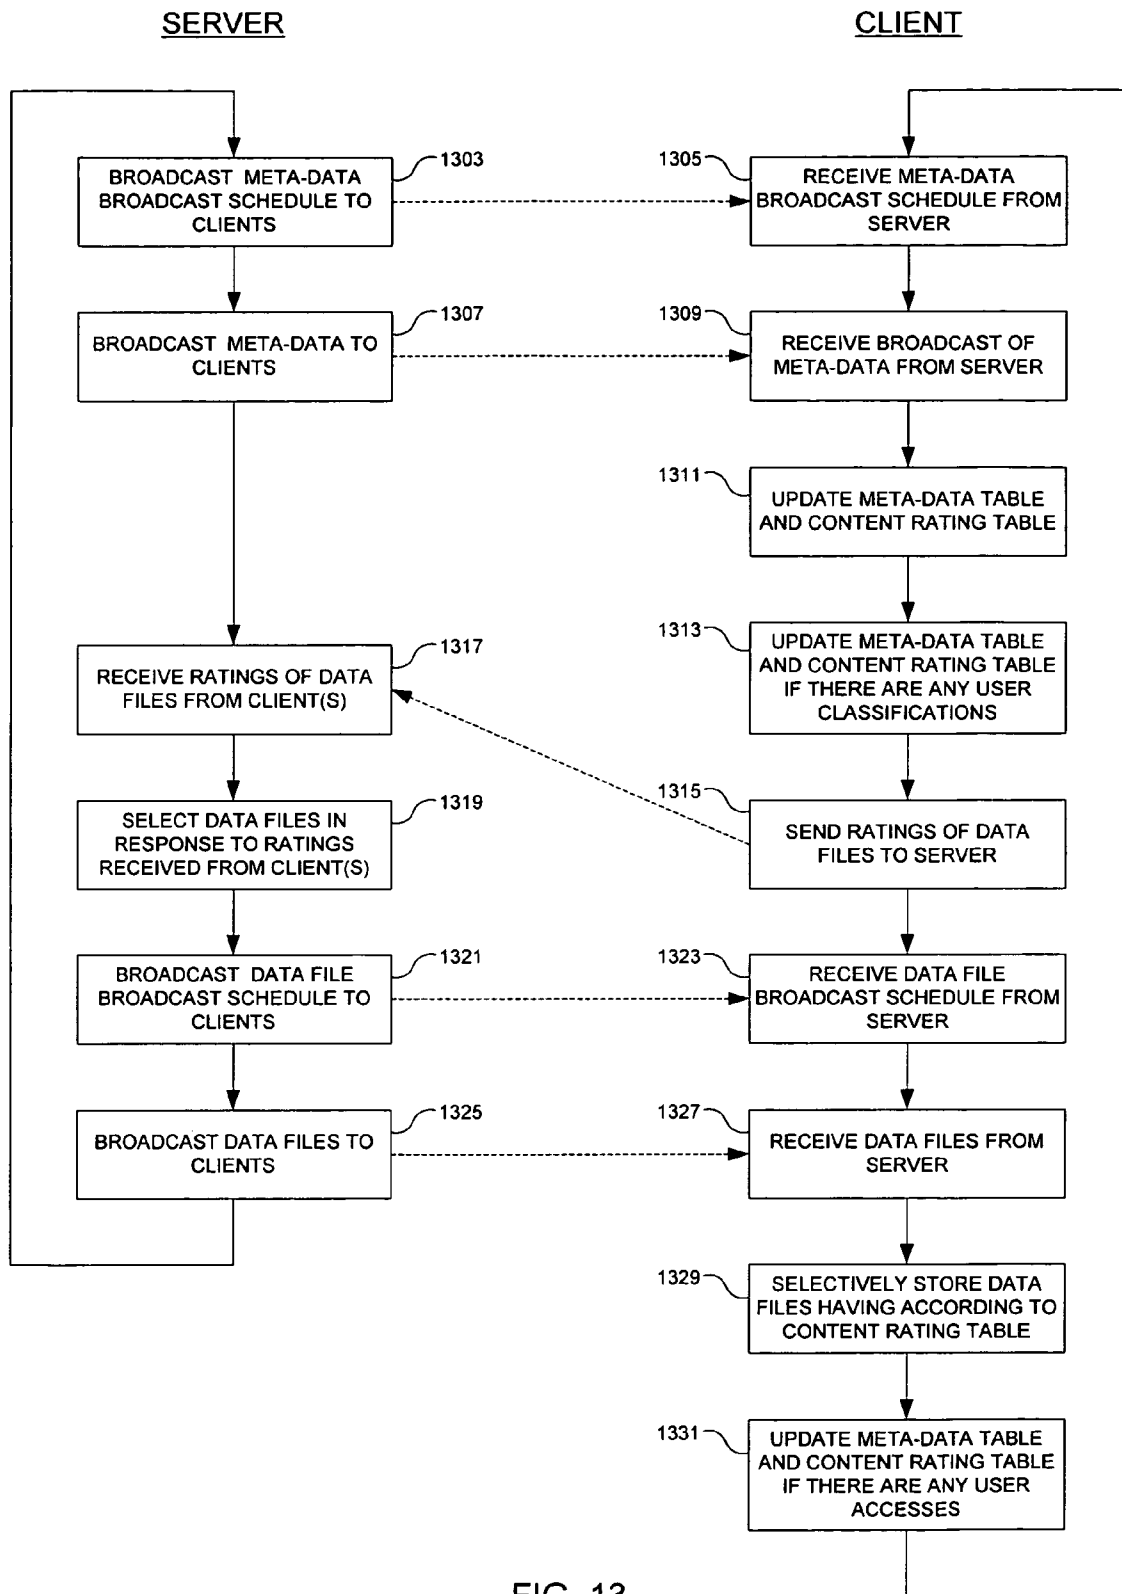 SERVER
CLIENT
1303
BROADCAST META-DATA
BROADCAST SCHEDULE TO
CLIENTS
1305
RECEIVE META-DATA
BROADCAST SCHEDULE FROM
SERVER
1307
BROADCAST META-DATA TO
CLIENTS
1309
RECEIVE BROADCAST OF
META-DATA FROM SERVER
1311
UPDATE META-DATA TABLE
AND CONTENT RATING TABLE
1313
UPDATE META-DATA TABLE
AND CONTENT RATING TABLE
IF THERE ARE ANY USER
CLASSIFICATIONS
1317
RECEIVE RATINGS OF DATA
FILES FROM CLIENT(S)
1315
SEND RATINGS OF DATA
FILES TO SERVER
1319
SELECT DATA FILES IN
RESPONSE TO RATINGS
RECEIVED FROM CLIENT(S)
1321
BROADCAST DATA FILE
BROADCAST SCHEDULE TO
CLIENTS
1323
RECEIVE DATA FILE
BROADCAST SCHEDULE FROM
SERVER
1325
BROADCAST DATA FILES TO
CLIENTS
1327
RECEIVE DATA FILES FROM
SERVER
1329
SELECTIVELY STORE DATA
FILES HAVING ACCORDING TO
CONTENT RATING TABLE
1331
UPDATE META-DATA TABLE
AND CONTENT RATING TABLE
IF THERE ARE ANY USER
ACCESSES
FIG. 13